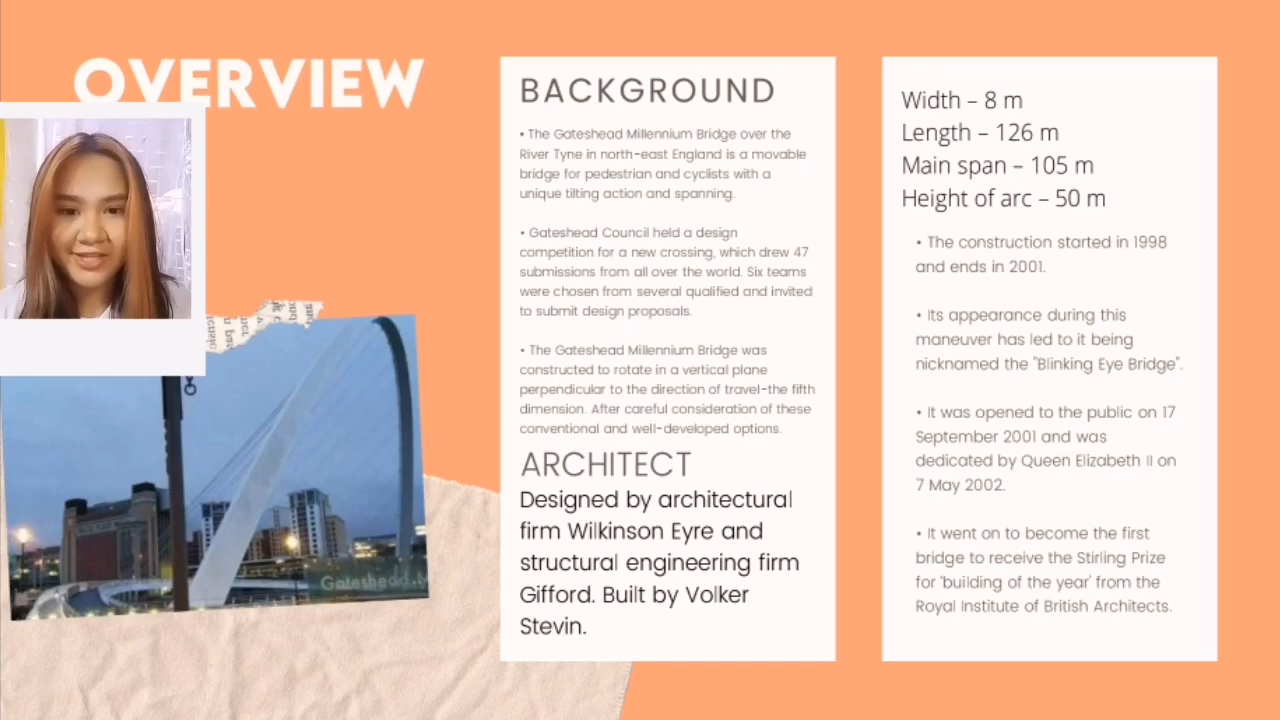 OVERVIEW
BACKGROUND
• The Gateshead Millennium Bridge over the
River Tyne in north-east England is a movable
bridge for pedestrian and cyclists with a
unique tilting action and spanning.
• Gateshead Council held a design
competition for a new crossing, which drew 47
submissions from all over the world. Six teams
were chosen from several qualified and invited
to submit design proposals.
• The Gateshead Millennium Bridge was
constructed to rotate in a vertical plane
perpendicular to the direction of travel-the fifth
dimension. After careful consideration of these
conventional and well-developed options.
ARCHITECT
Designed by architectural
firm Wilkinson Eyre and
structural engineering firm
Gifford. Built by Volker
Stevin.
Width – 8 m
Length – 126 m
Main span – 105 m
Height of arc – 50 m
• The construction started in 1998
and ends in 2001.
• Its appearance during this
maneuver has led to it being
nicknamed the "Blinking Eye Bridge".
• It was opened to the public on 17
September 2001 and was
dedicated by Queen Elizabeth II on
7 May 2002.
• It went on to become the first
bridge to receive the Stirling Prize
for 'building of the year' from the
Royal Institute of British Architects.
Gateshead